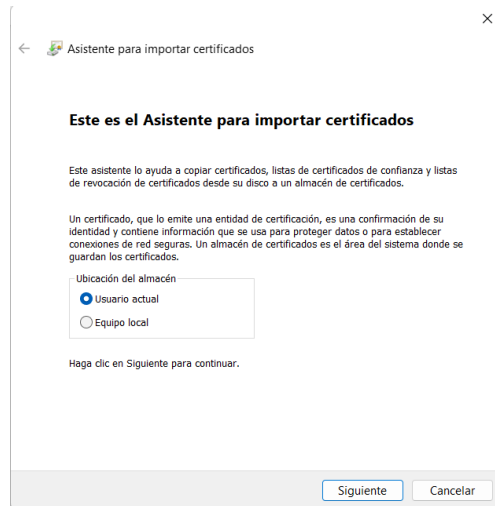 Asistente para importar certificados
Este es el Asistente para importar certificados
Este asistente lo ayuda a copiar certificados, listas de certificados de confianza y listas
de revocación de certificados desde su disco a un almacén de certificados.
Un certificado, que lo emite una entidad de certificación, es una confirmación de su
identidad y contiene información que se usa para proteger datos o para establecer
conexiones de red seguras. Un almacén de certificados es el área del sistema donde se
guardan los certificados.
Ubicación del almacén
Usuario actual
Equipo local
Haga clic en Siguiente para continuar.
Siguiente
Cancelar